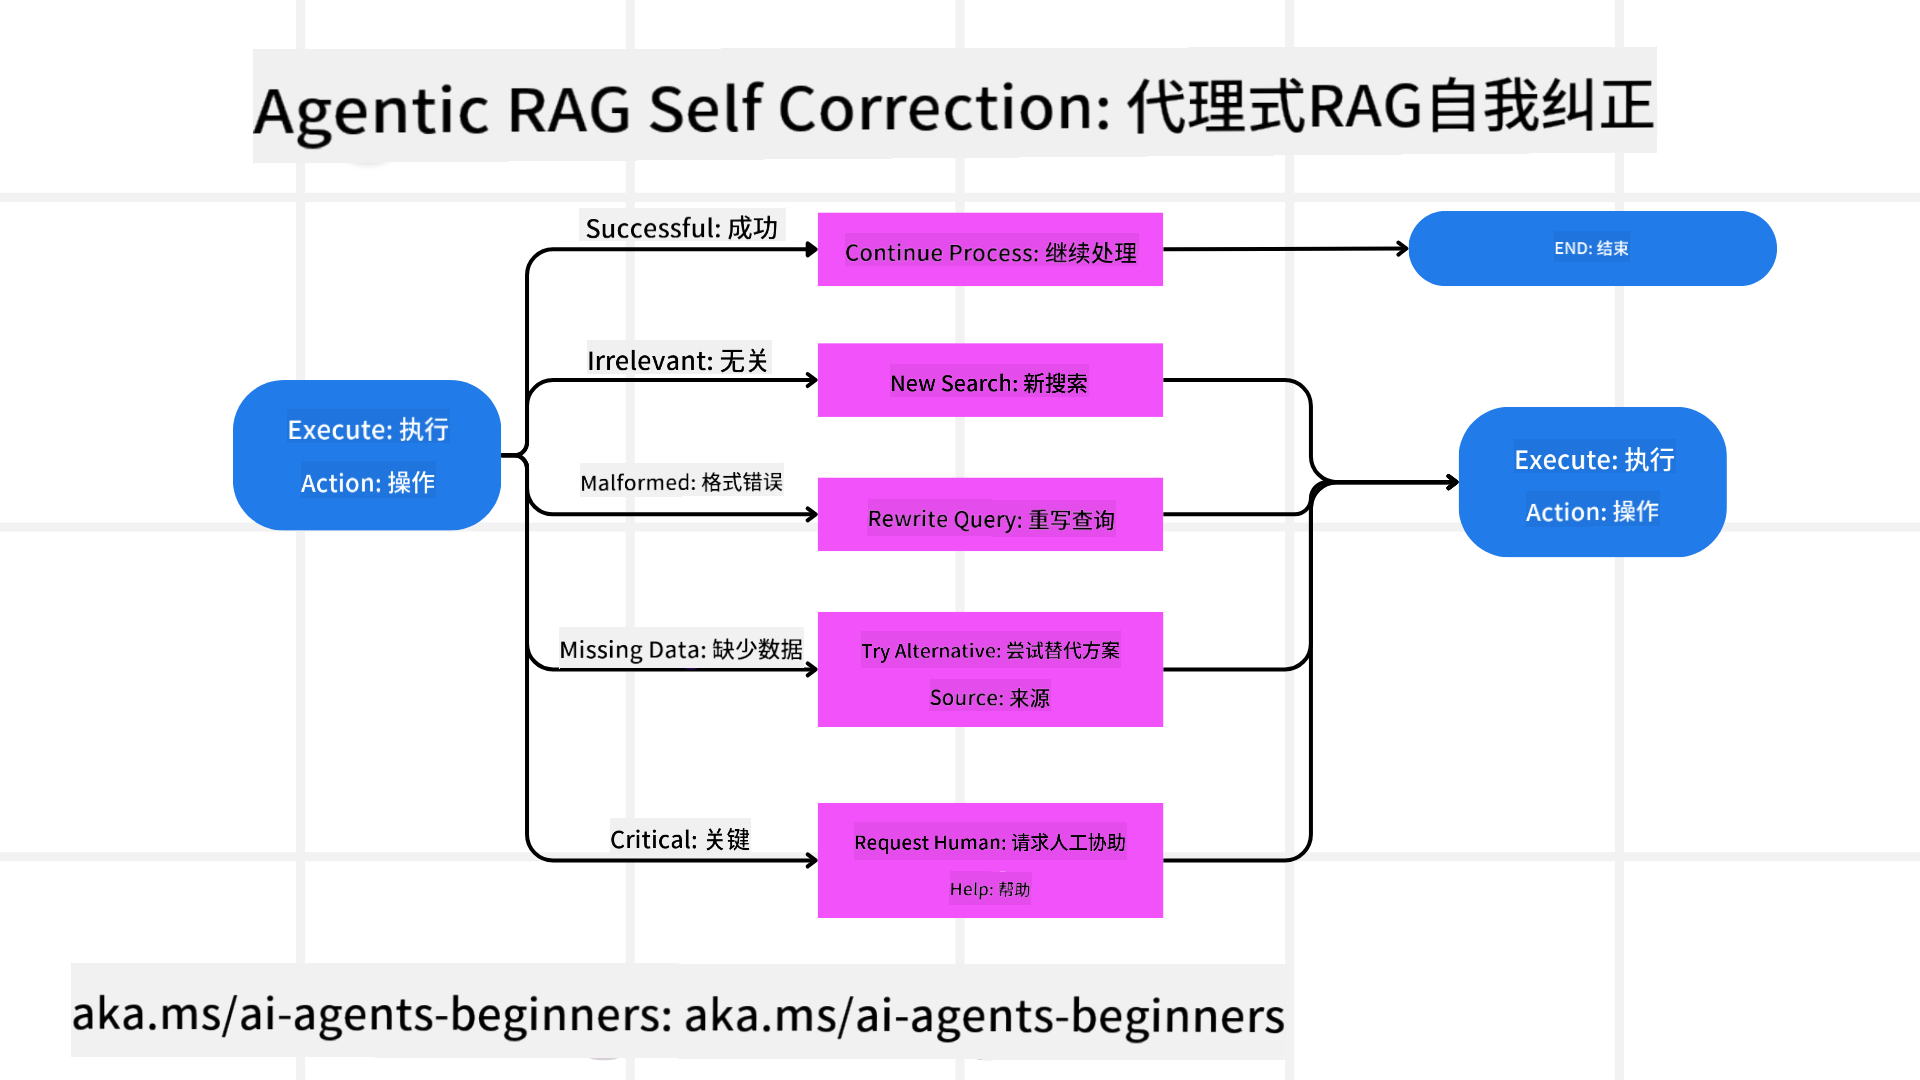 Agentic RAG Self Correction: 代理式RAG自我纠正
Successful: 成功
Continue Process: 继续处理
END: 结束
Irrelevant: 无关
New Search: 新搜索
Execute: 执行
Action: 操作
Malformed: 格式错误
Rewrite Query: 重写查询
Execute: 执行
Action: 操作
Missing Data: 缺少数据
Try Alternative: 尝试替代方案
Source: 来源
Critical: 关键
Request Human: 请求人工协助
Help: 帮助
aka.ms/ai-agents-beginners: aka.ms/ai-agents-beginners